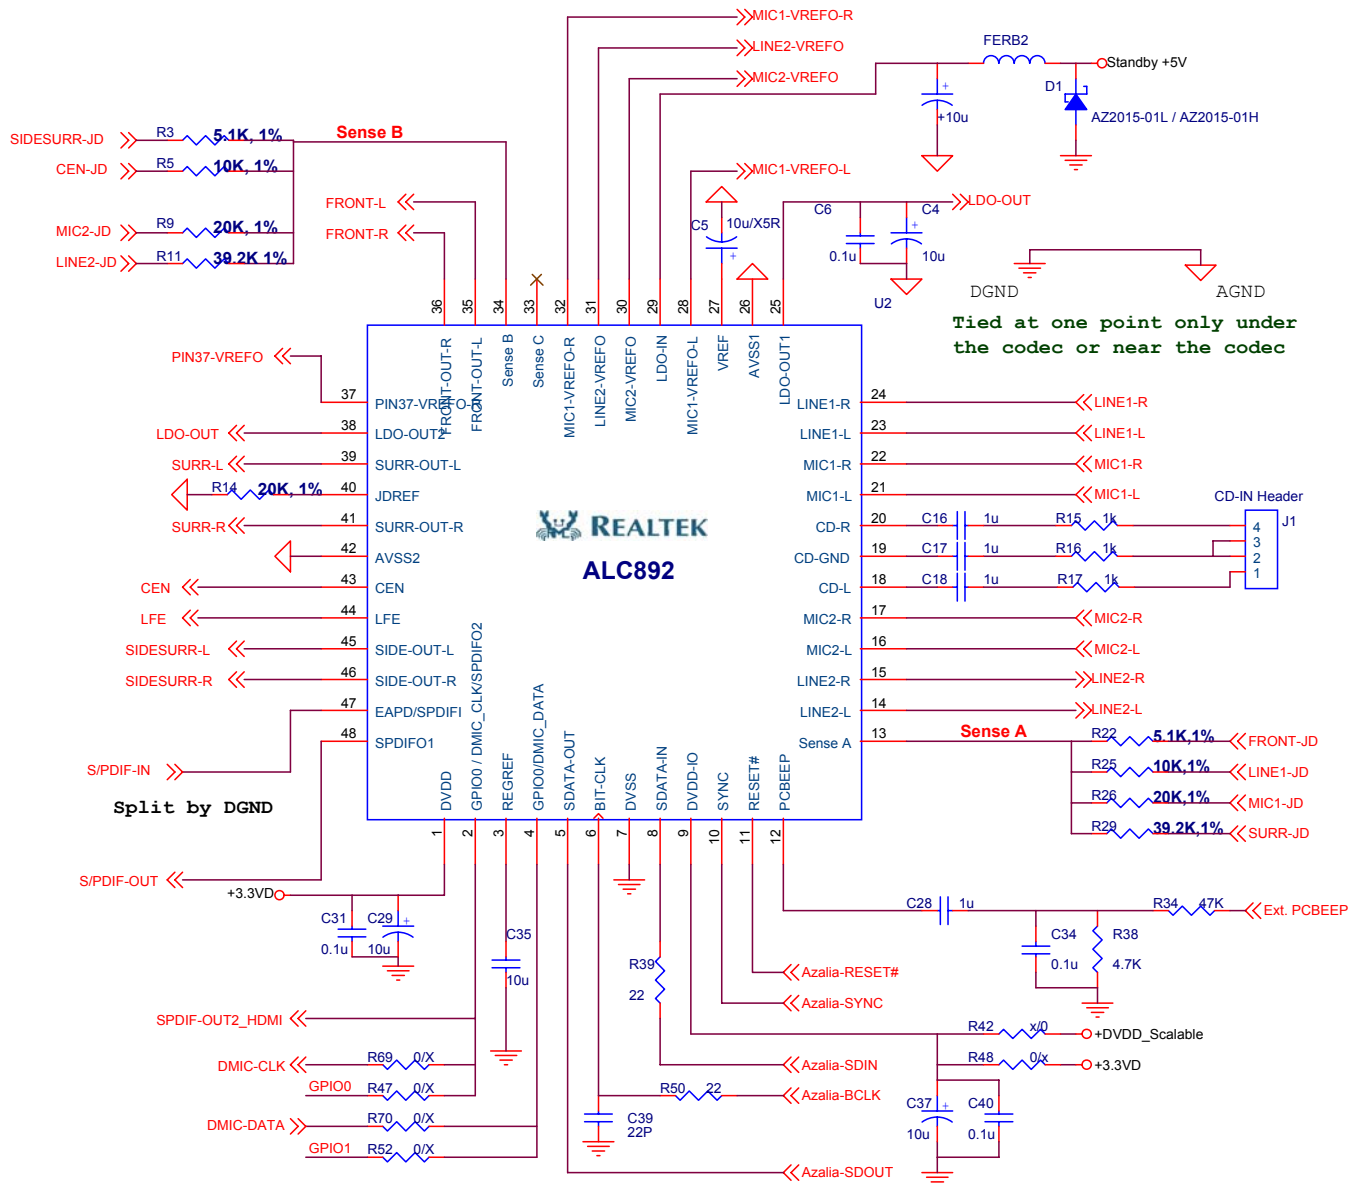 MIC1-VREFO-R
LINE2-VREFO
MIC2-VREFO
FERB2
Standby +5V
D1
AZ2015-01L / AZ2015-01H
+
+10u
SIDESURR-JD
R3
5.1K, 1%
Sense B
CEN-JD
R5
10K, 1%
MIC2-JD
R9
20K, 1%
LINE2-JD
R11
39.2K 1%
FRONT-L
FRONT-R
MIC1-VREFO-L
C5
10u/X5R
+
C6
0.1u
C4
+
10u
LDO-OUT
U2
DGND
AGND
Tied at one point only under
the codec or near the codec
36
35
34
33
32
31
30
29
28
27
26
25
FRONT-OUT-R
FRONT-OUT-L
Sense B
Sense C
MIC1-VREFO-R
LINE2-VREFO
MIC2-VREFO
LDO-IN
MIC1-VREFO-L
VREF
AVSS1
LDO-OUT1
PIN37-VREFO
37
PIN37-VREFO-R
LDO-OUT
38
LDO-OUT2
SURR-L
39
SURR-OUT-L
R14
20K, 1%
40
JDREF
SURR-R
41
SURR-OUT-R
42
AVSS2
CEN
43
CEN
LFE
44
LFE
SIDESURR-L
45
SIDE-OUT-L
SIDESURR-R
46
SIDE-OUT-R
47
EAPD/SPDIFI
48
SPDIFO1
S/PDIF-IN
Split by DGND
S/PDIF-OUT
REALTEK
ALC892
LINE1-R
24
LINE1-R
LINE1-L
23
LINE1-L
MIC1-R
22
MIC1-R
MIC1-L
21
MIC1-L
CD-IN Header
J1
CD-R
20
C16
1u
R15
1k
4
3
CD-GND
19
C17
1u
R16
1k
2
CD-L
18
C18
1u
R17
1k
1
MIC2-R
17
MIC2-R
MIC2-L
16
MIC2-L
LINE2-R
15
LINE2-R
LINE2-L
14
LINE2-L
Sense A
13
Sense A
R22
5.1K,1%
FRONT-JD
R25
10K,1%
LINE1-JD
R26
20K,1%
MIC1-JD
R29
39.2K,1%
SURR-JD
DVDD
GPIO0 / DMIC_CLK/SPDIFO2
REGREF
GPIO0/DMIC_DATA
SDATA-OUT
BIT-CLK
DVSS
SDATA-IN
DVDD-IO
SYNC
RESET#
PCBEEP
1
2
3
4
5
6
7
8
9
10
11
12
+3.3VD
C31
0.1u
C29
+
10u
C35
10u
C28
1u
R34
47K
Ext. PCBEEP
C34
0.1u
R38
4.7K
R39
22
Azalia-RESET#
Azalia-SYNC
SPDIF-OUT2_HDMI
R42
x/0
+DVDD_Scalable
DMIC-CLK
R69
0/X
Azalia-SDIN
R48
0/x
+3.3VD
GPIO0
R47
0/X
R50
22
Azalia-BCLK
DMIC-DATA
R70
0/X
C39
22P
C37
+
10u
C40
0.1u
GPIO1
R52
0/X
Azalia-SDOUT